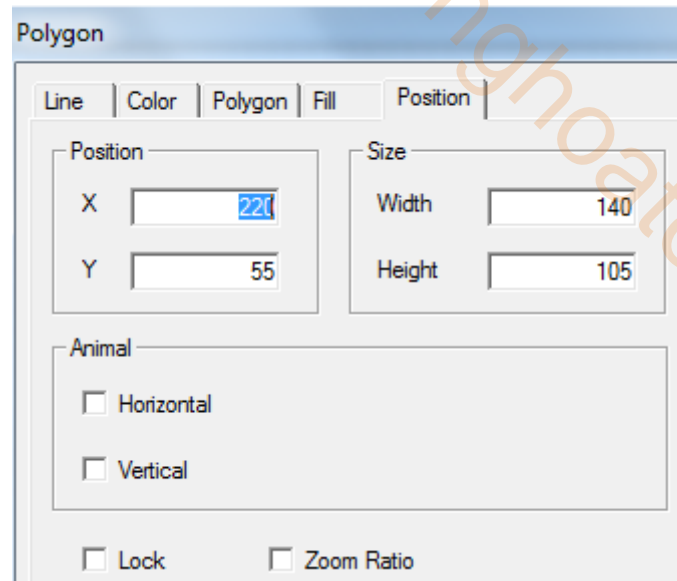 Polygon
Line Color Polygon Fill Position
Position
X 220
Y 55
Size
Width 140
Height 105
Animal
Horizontal
Vertical
Lock Zoom Ratio